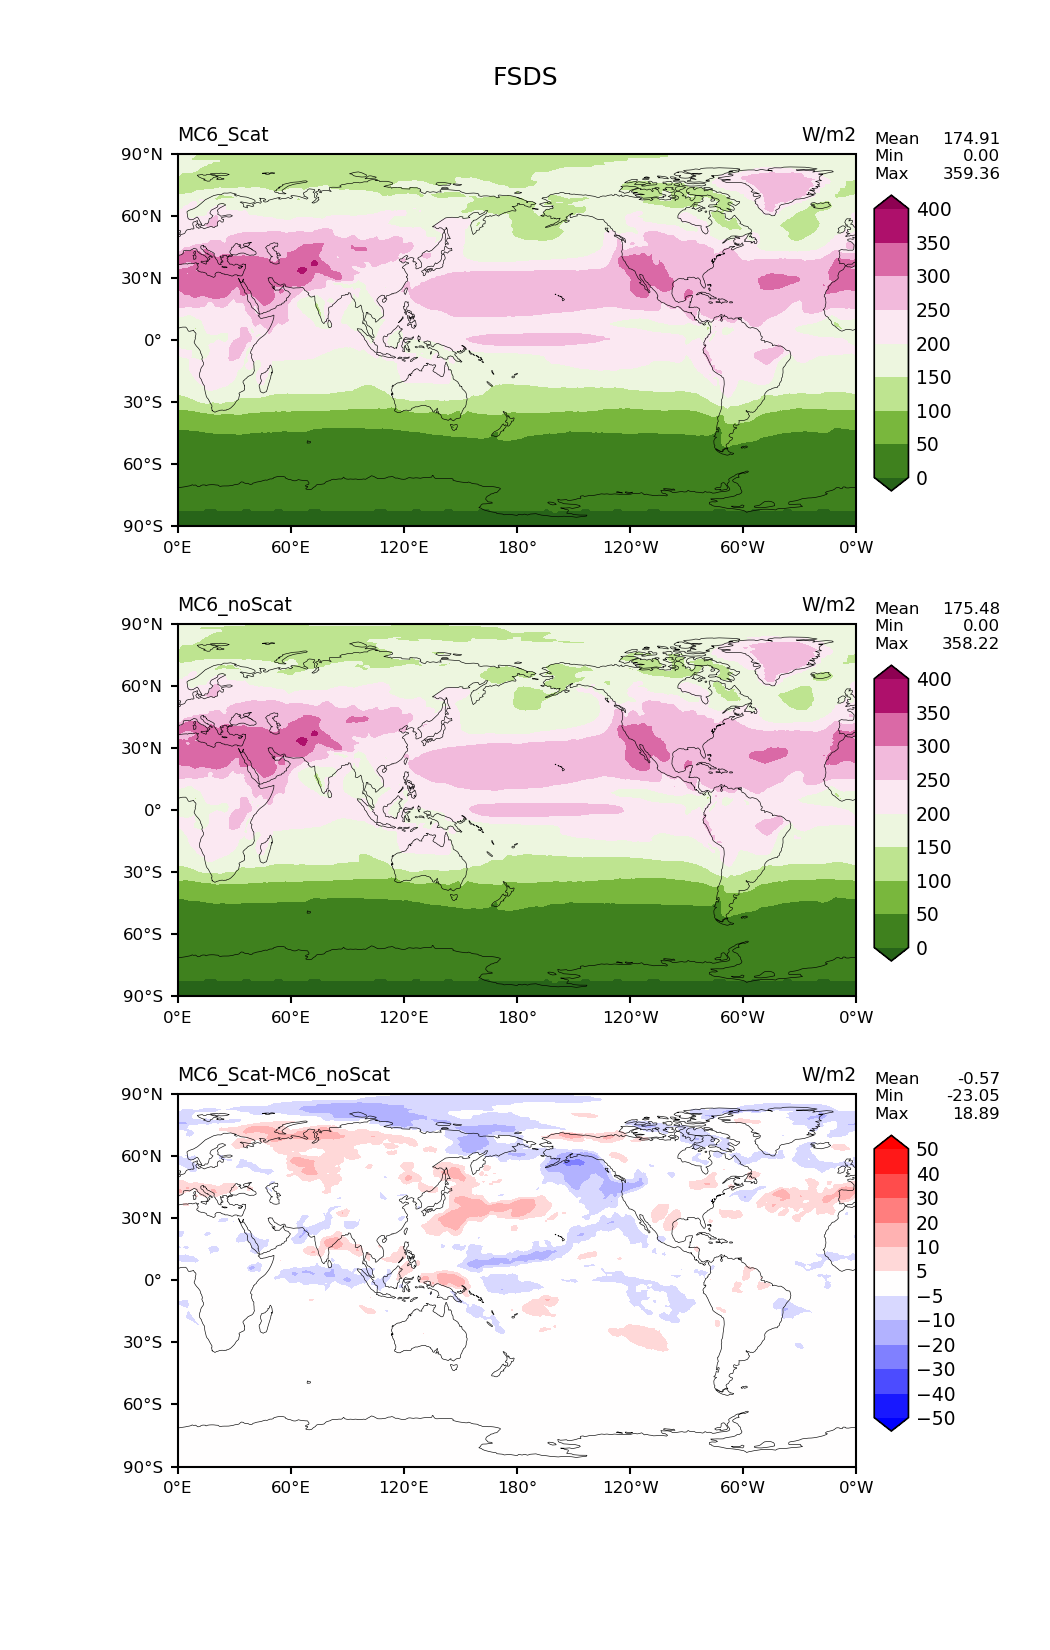 FSDS
MC6_Scat W/m2
Mean 174.91
Min 0.00
Max 359.36
90°N
60°N
30°N
0°
30°S
60°S
90°S
0°E 60°E 120°E 180° 120°W 60°W 0°W
400
350
300
250
200
150
100
50
0
MC6_noScat W/m2
Mean 175.48
Min 0.00
Max 358.22
90°N
60°N
30°N
0°
30°S
60°S
90°S
0°E 60°E 120°E 180° 120°W 60°W 0°W
400
350
300
250
200
150
100
50
0
MC6_Scat-MC6_noScat W/m2
Mean -0.57
Min -23.05
Max 18.89
90°N
60°N
30°N
0°
30°S
60°S
90°S
0°E 60°E 120°E 180° 120°W 60°W 0°W
50
40
30
20
10
5
−5
−10
−20
−30
−40
−50